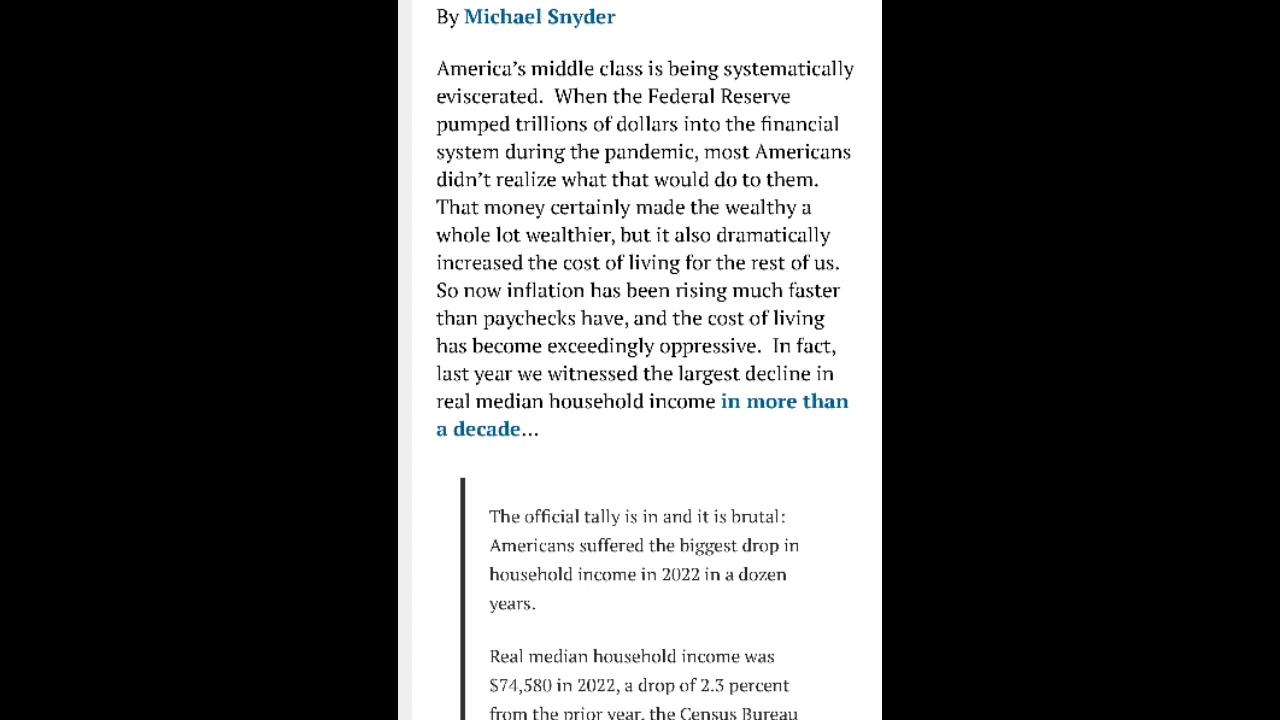 By Michael Snyder
America’s middle class is being systematically
eviscerated.  When the Federal Reserve
pumped trillions of dollars into the financial
system during the pandemic, most Americans
didn’t realize what that would do to them.
That money certainly made the wealthy a
whole lot wealthier, but it also dramatically
increased the cost of living for the rest of us.
So now inflation has been rising much faster
than paychecks have, and the cost of living
has become exceedingly oppressive.  In fact,
last year we witnessed the largest decline in
real median household income in more than
a decade…
The official tally is in and it is brutal:
Americans suffered the biggest drop in
household income in 2022 in a dozen
years.
Real median household income was
$74,580 in 2022, a drop of 2.3 percent
from the prior year, the Census Bureau